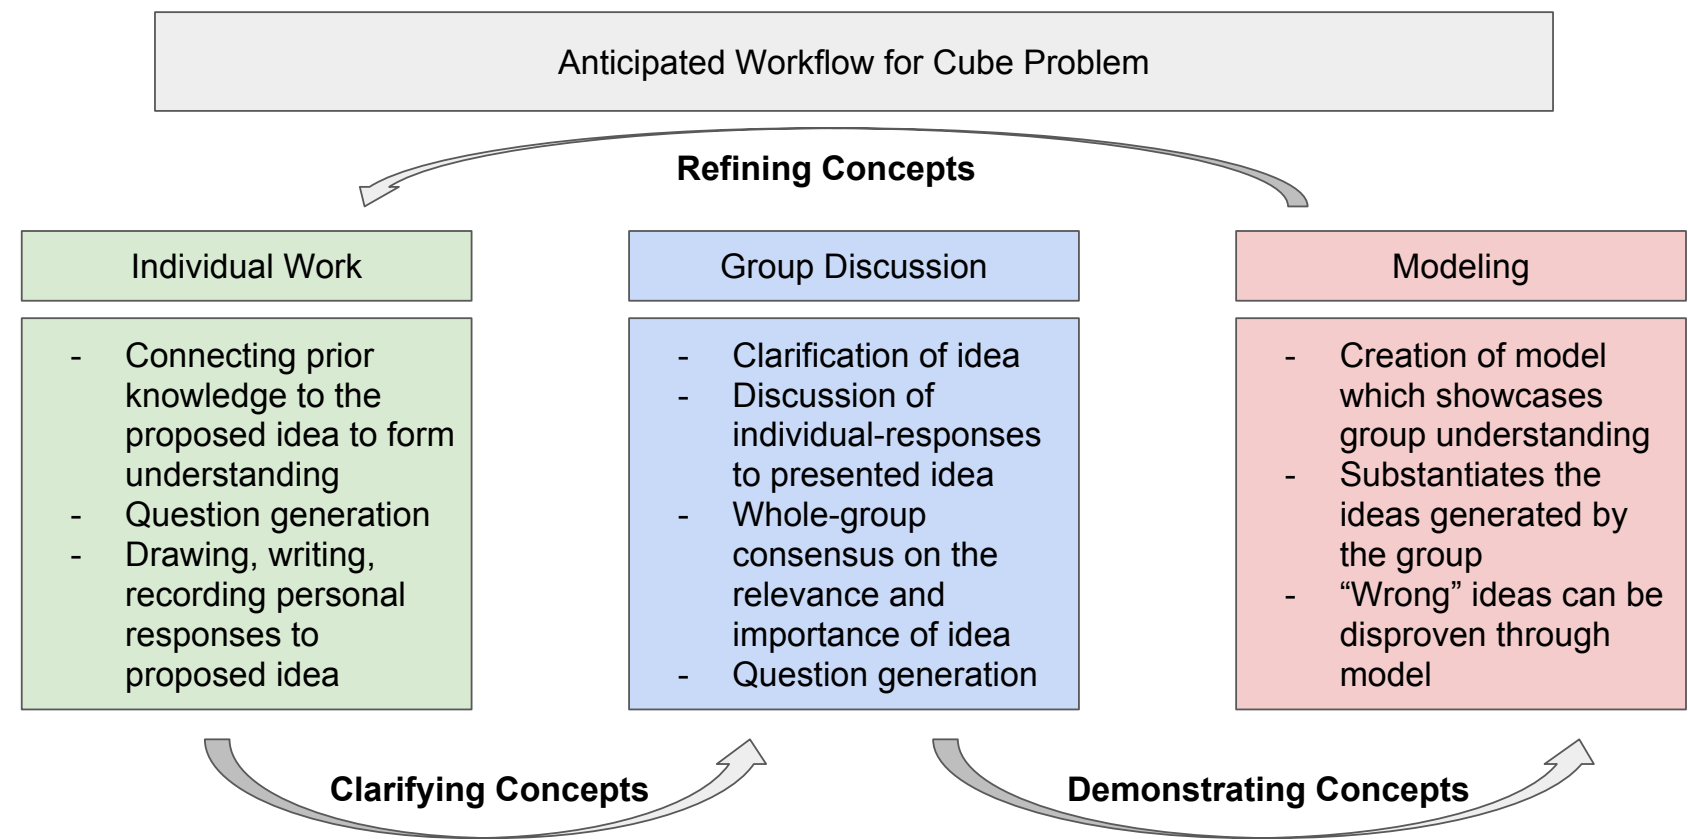 Anticipated Workflow for Cube Problem
Refining Concepts
Individual Work
- Connecting prior
knowledge to the
proposed idea to form
understanding
- Question generation
- Drawing, writing,
recording personal
responses to
proposed idea
Group Discussion
- Clarification of idea
- Discussion of
individual-responses
to presented idea
- Whole-group
consensus on the
relevance and
importance of idea
- Question generation
Modeling
- Creation of model
which showcases
group understanding
- Substantiates the
ideas generated by
the group
- “Wrong” ideas can be
disproven through
model
Clarifying Concepts
Demonstrating Concepts